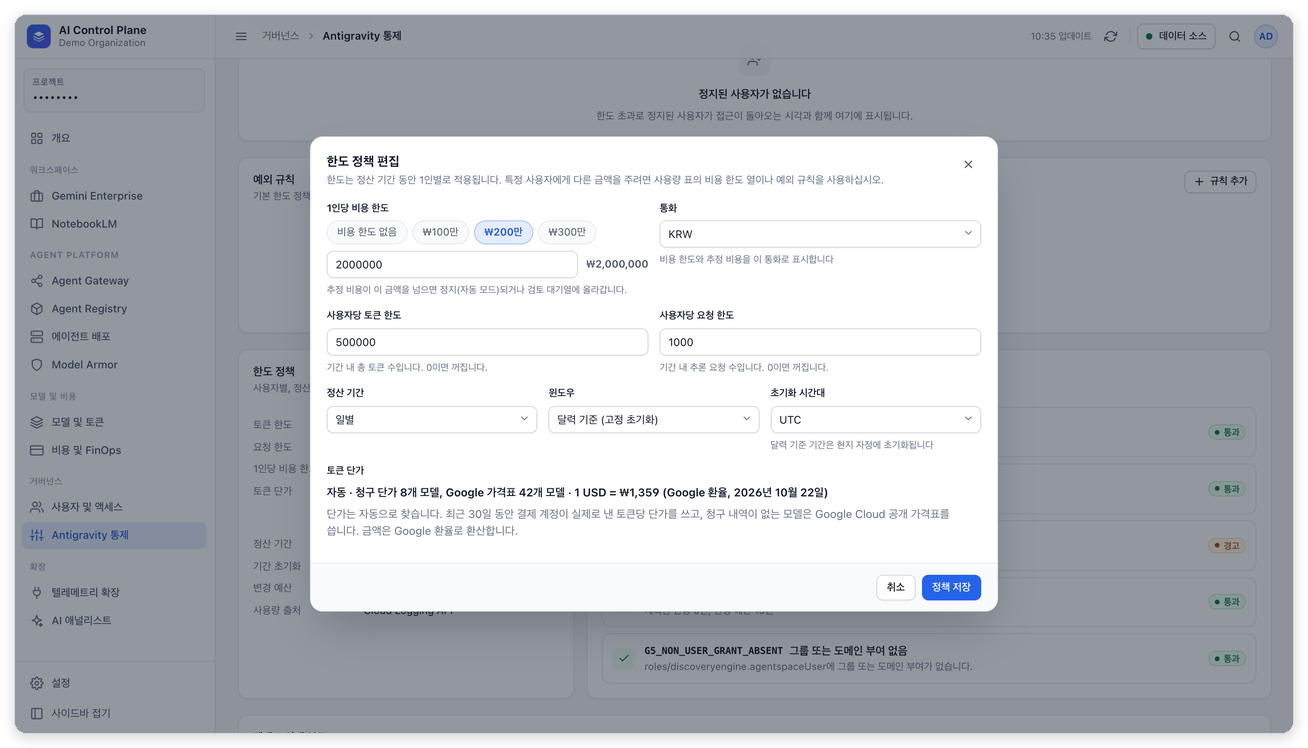 AI Control Plane
Demo Organization
거버넌스 > Antigravity 통제
10:35 업데이트
데이터 소스
AD
프로젝트
••••••••
개요
워크스페이스
Gemini Enterprise
NotebookLM
AGENT PLATFORM
Agent Gateway
Agent Registry
에이전트 배포
Model Armor
모델 및 비용
모델 및 토큰
비용 및 FinOps
거버넌스
사용자 및 액세스
Antigravity 통제
확장
텔레메트리 확장
AI 애널리스트
설정
사이드바 접기
정지된 사용자가 없습니다
한도 초과로 정지된 사용자가 접근이 돌아오는 시각과 함께 여기에 표시됩니다.
예외 규칙
기본 한도 정책
규칙 추가
한도 정책 편집
한도는 정산 기간 동안 1인별로 적용됩니다. 특정 사용자에게 다른 금액을 주려면 사용량 표의 비용 한도 열이나 예외 규칙을 사용하십시오.
1인당 비용 한도
비용 한도 없음
₩100만
₩200만
₩300만
2000000
₩2,000,000
추정 비용이 이 금액을 넘으면 정지(자동 모드)되거나 검토 대기열에 올라갑니다.
통화
KRW
비용 한도와 추정 비용을 이 통화로 표시합니다
사용자당 토큰 한도
500000
기간 내 총 토큰 수입니다. 0이면 꺼집니다.
사용자당 요청 한도
1000
기간 내 추론 요청 수입니다. 0이면 꺼집니다.
정산 기간
일별
윈도우
달력 기준 (고정 초기화)
초기화 시간대
UTC
달력 기준 기간은 현지 자정에 초기화됩니다
토큰 단가
자동 · 청구 단가 8개 모델, Google 가격표 42개 모델 · 1 USD = ₩1,359 (Google 환율, 2026년 10월 22일)
단가는 자동으로 찾습니다. 최근 30일 동안 결제 계정이 실제로 낸 토큰당 단가를 쓰고, 청구 내역이 없는 모델은 Google Cloud 공개 가격표를
씁니다. 금액은 Google 환율로 환산합니다.
취소
정책 저장
한도 정책
사용자별, 정산
토큰 한도
요청 한도
1인당 비용 한
토큰 단가
정산 기간
기간 초기화
변경 예산
사용량 출처
통과
통과
경고
통과
G5_NON_USER_GRANT_ABSENT 그룹 또는 도메인 부여 없음
roles/discoveryengine.agentspaceUser에 그룹 또는 도메인 부여가 없습니다.
통과